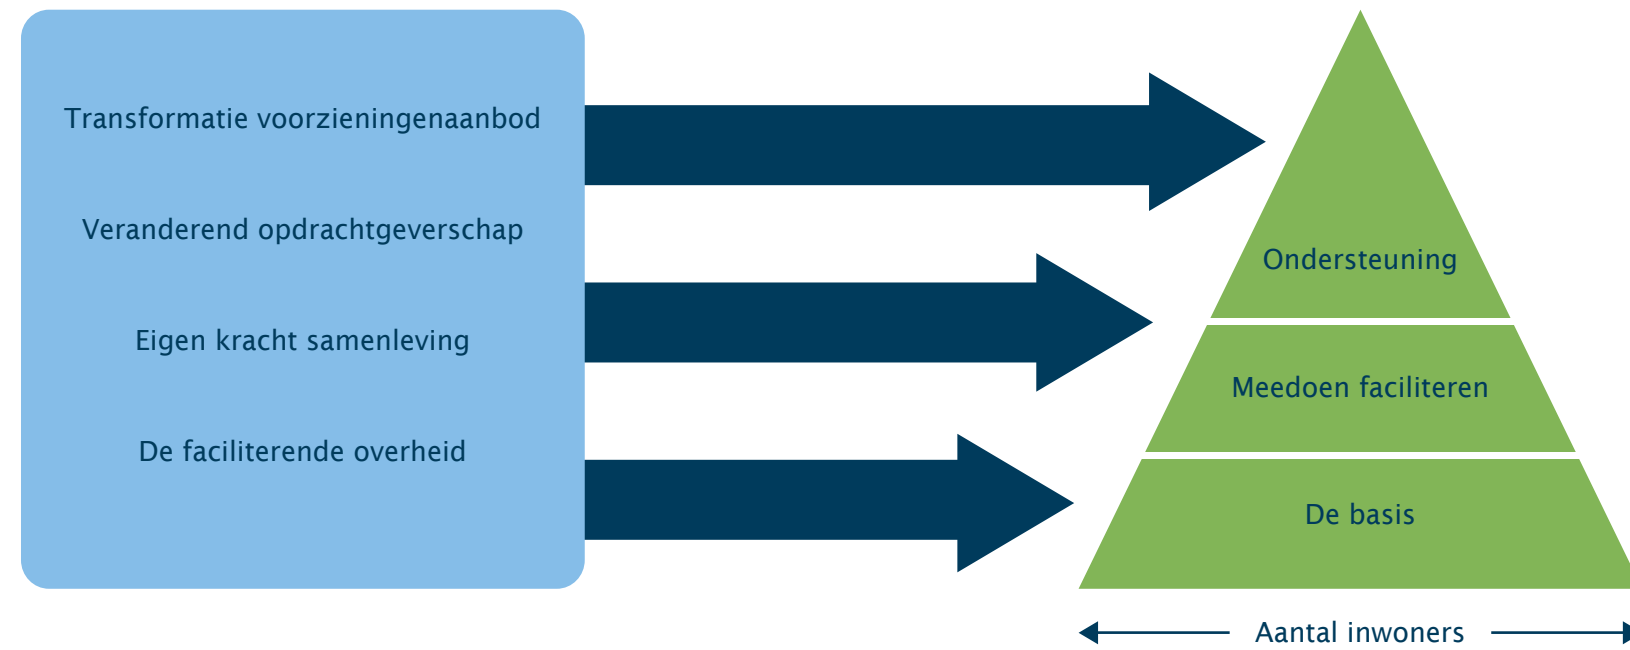 Transformatie voorzieningenaanbod
Veranderend opdrachtgeverschap
Eigen kracht samenleving
De faciliterende overheid
Ondersteuning
Meedoen faciliteren
De basis
Aantal inwoners